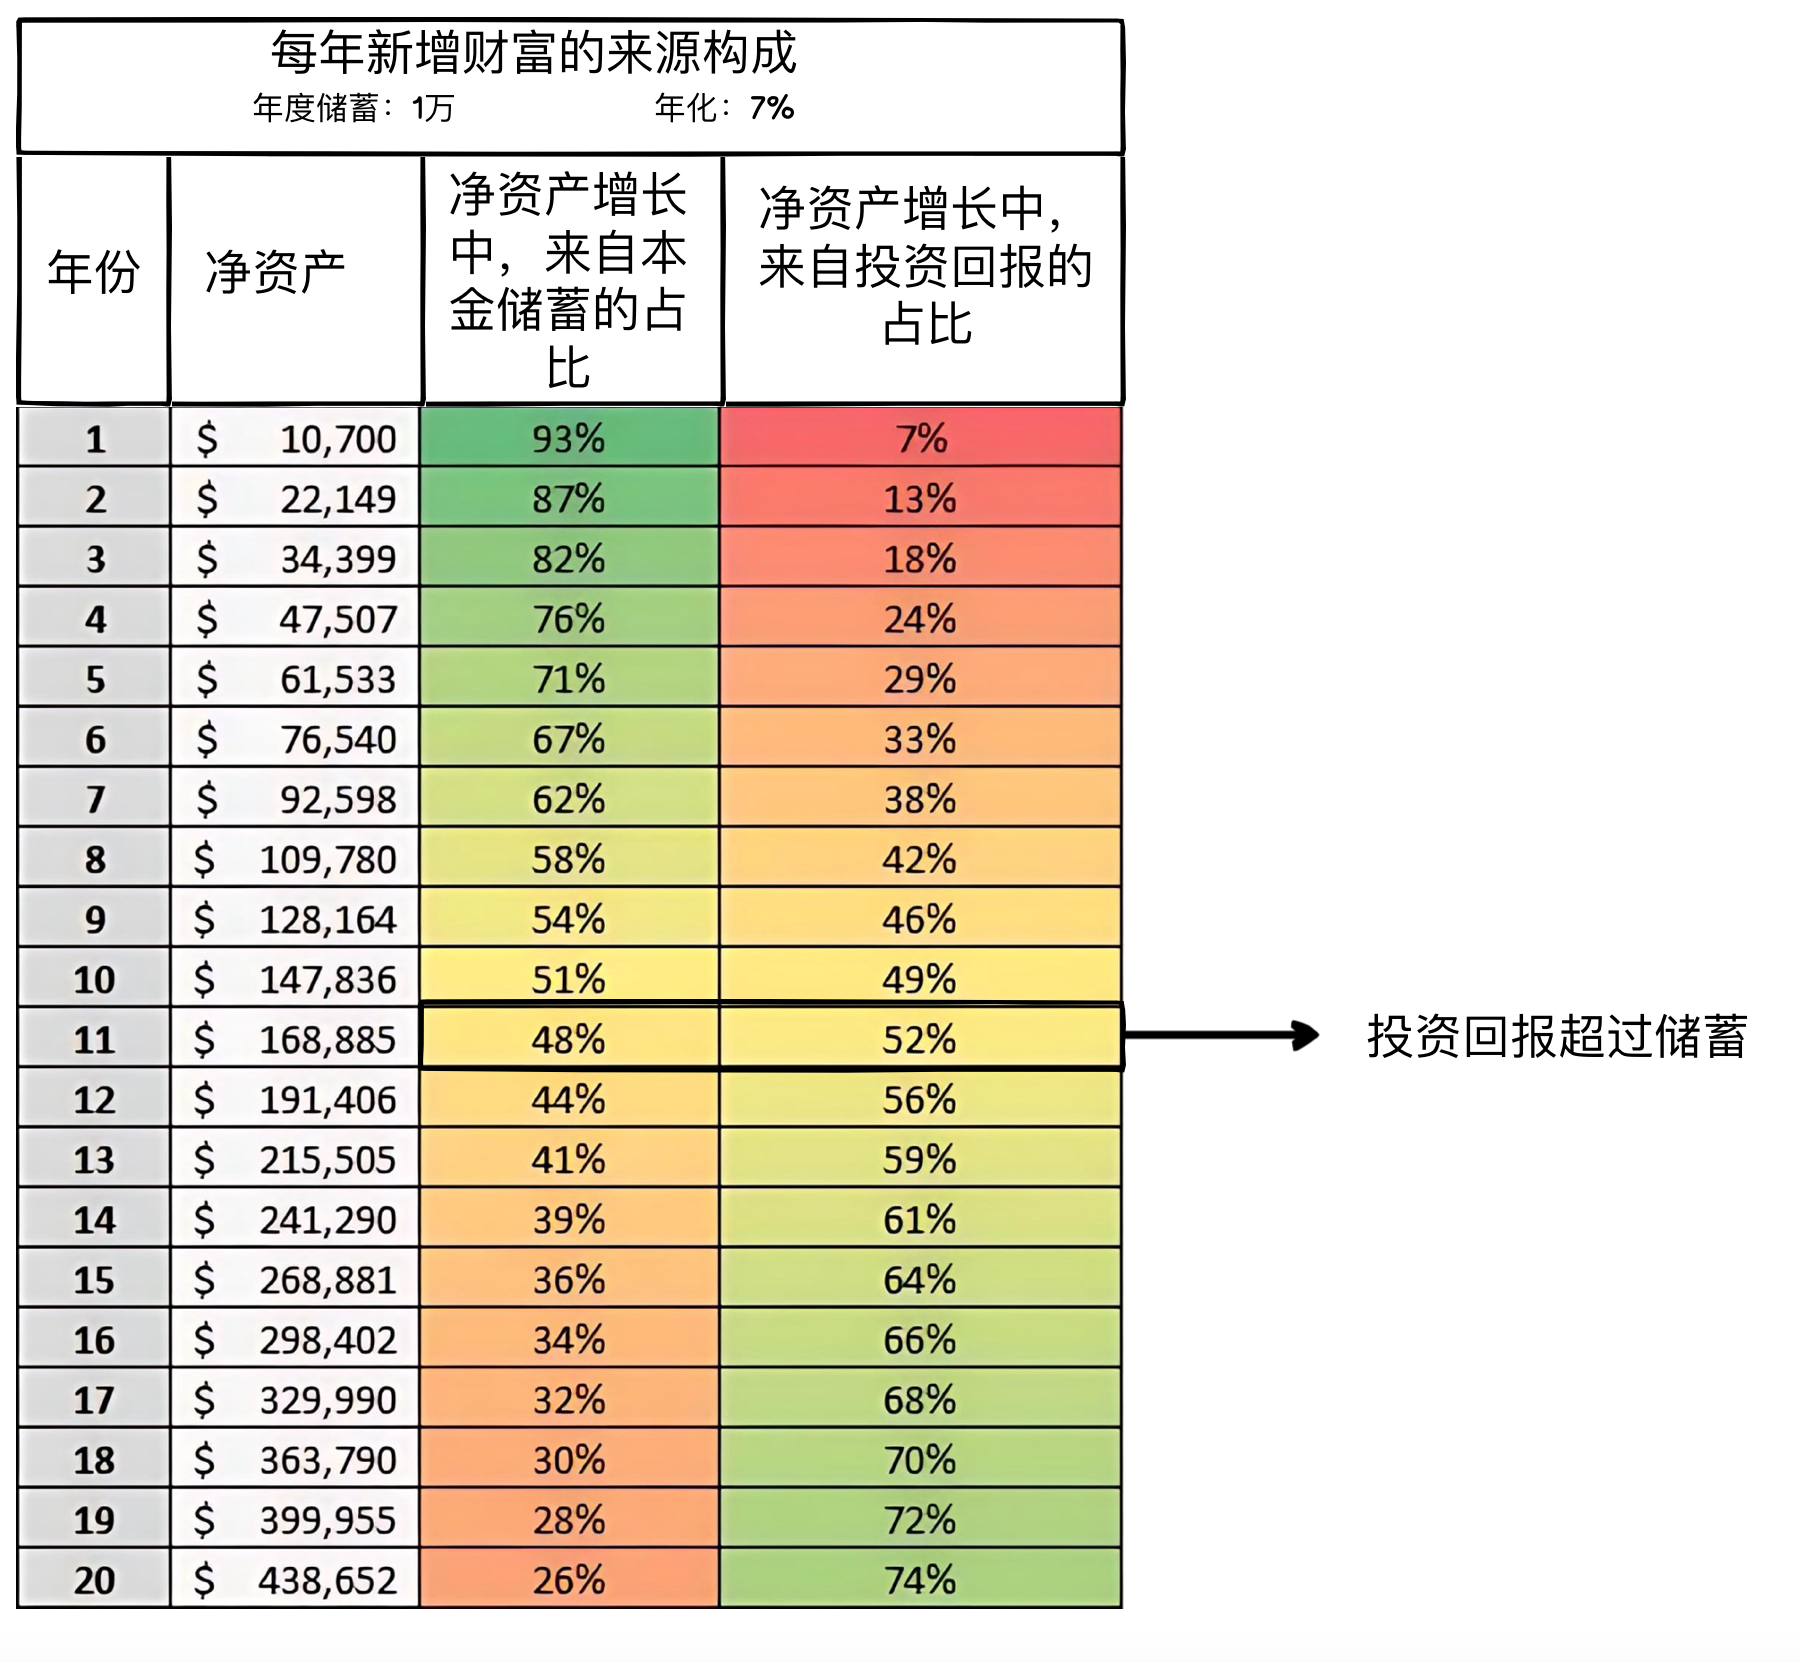 每年新增财富的来源构成
年度储蓄：1万 年化：7%
年份 净资产 净资产增长中，来自本金储蓄的占比 净资产增长中，来自投资回报的占比
1 $ 10,700 93% 7%
2 $ 22,149 87% 13%
3 $ 34,399 82% 18%
4 $ 47,507 76% 24%
5 $ 61,533 71% 29%
6 $ 76,540 67% 33%
7 $ 92,598 62% 38%
8 $ 109,780 58% 42%
9 $ 128,164 54% 46%
10 $ 147,836 51% 49%
11 $ 168,885 48% 52% 投资回报超过储蓄
12 $ 191,406 44% 56%
13 $ 215,505 41% 59%
14 $ 241,290 39% 61%
15 $ 268,881 36% 64%
16 $ 298,402 34% 66%
17 $ 329,990 32% 68%
18 $ 363,790 30% 70%
19 $ 399,955 28% 72%
20 $ 438,652 26% 74%